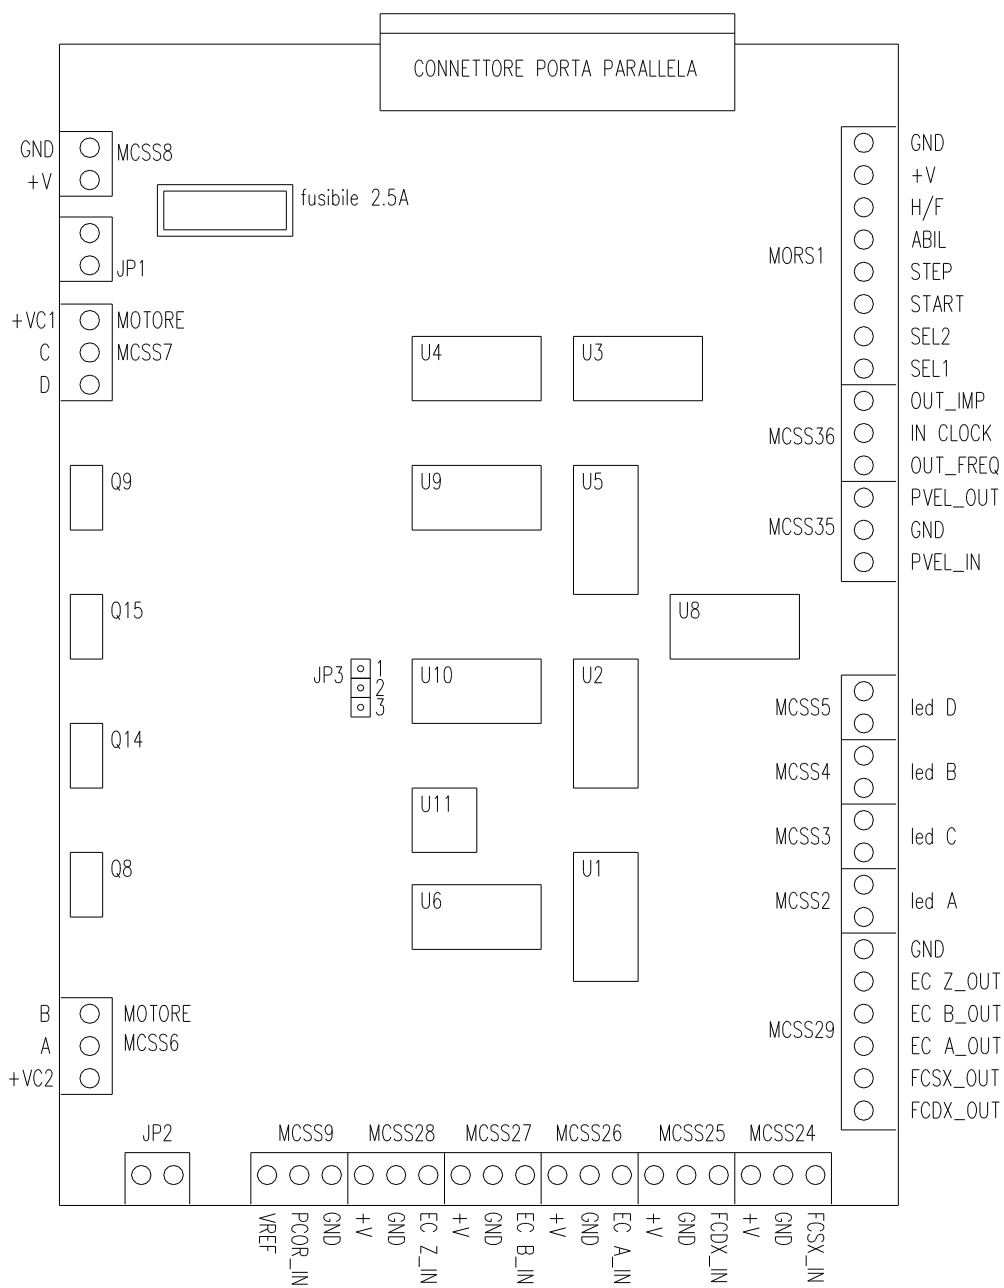 CONNETTORE PORTA PARALLELA
GND
+V
MCSS8
fusibile 2.5A
JP1
+VC1
C
D
MOTORE
MCSS7
U4
U3
Q9
U9
U5
Q15
U8
JP3
1
2
3
U10
U2
Q14
U11
Q8
U6
U1
B
A
+VC2
MOTORE
MCSS6
MORS1
GND
+V
H/F
ABIL
STEP
START
SEL2
SEL1
MCSS36
OUT_IMP
IN CLOCK
OUT_FREQ
MCSS35
PVEL_OUT
GND
PVEL_IN
MCSS5
led D
MCSS4
led B
MCSS3
led C
MCSS2
led A
MCSS29
GND
EC Z_OUT
EC B_OUT
EC A_OUT
FCSX_OUT
FCDX_OUT
JP2
MCSS9
MCSS28
MCSS27
MCSS26
MCSS25
MCSS24
VREF
PCOR_IN
GND
+V
GND
EC Z_IN
+V
GND
EC B_IN
+V
GND
EC A_IN
+V
GND
FCDX_IN
+V
GND
FCSX_IN